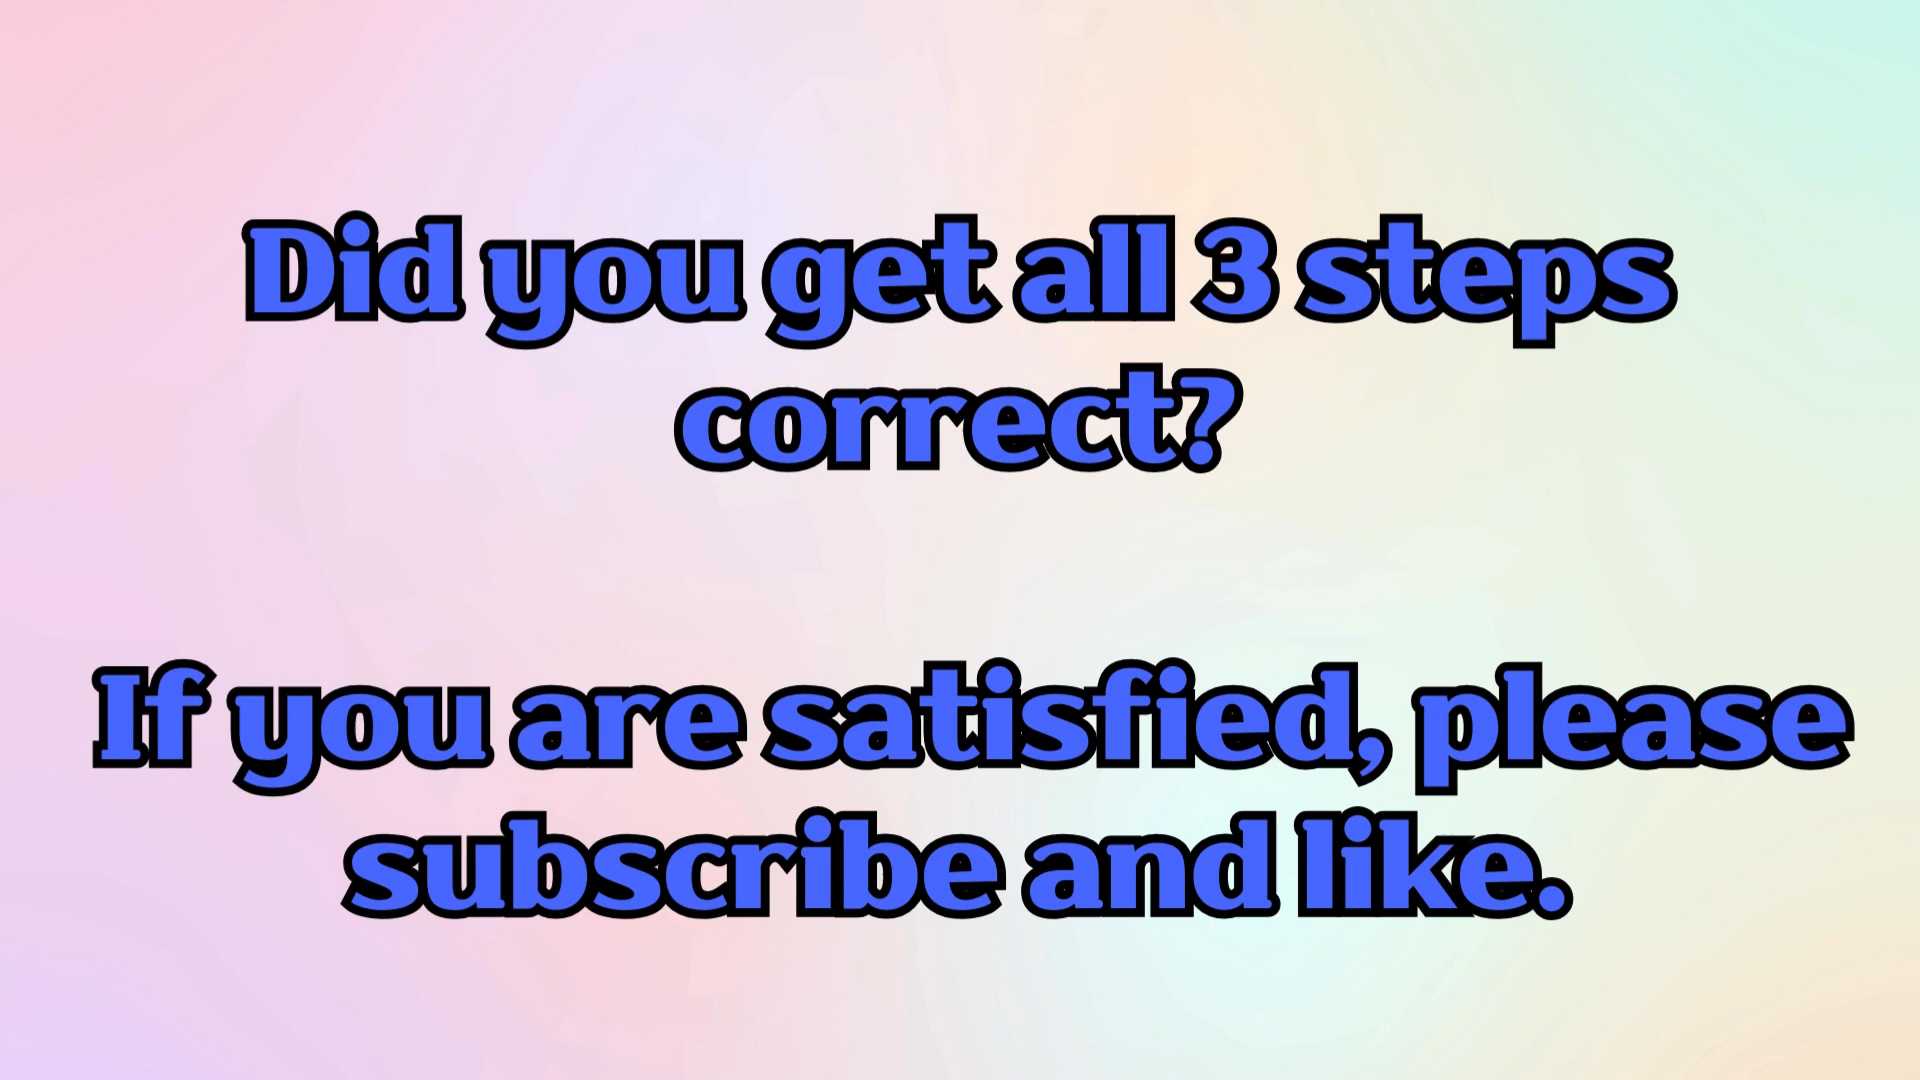 Did you get all 3 steps
correct?
If you are satisfied, please
subscribe and like.